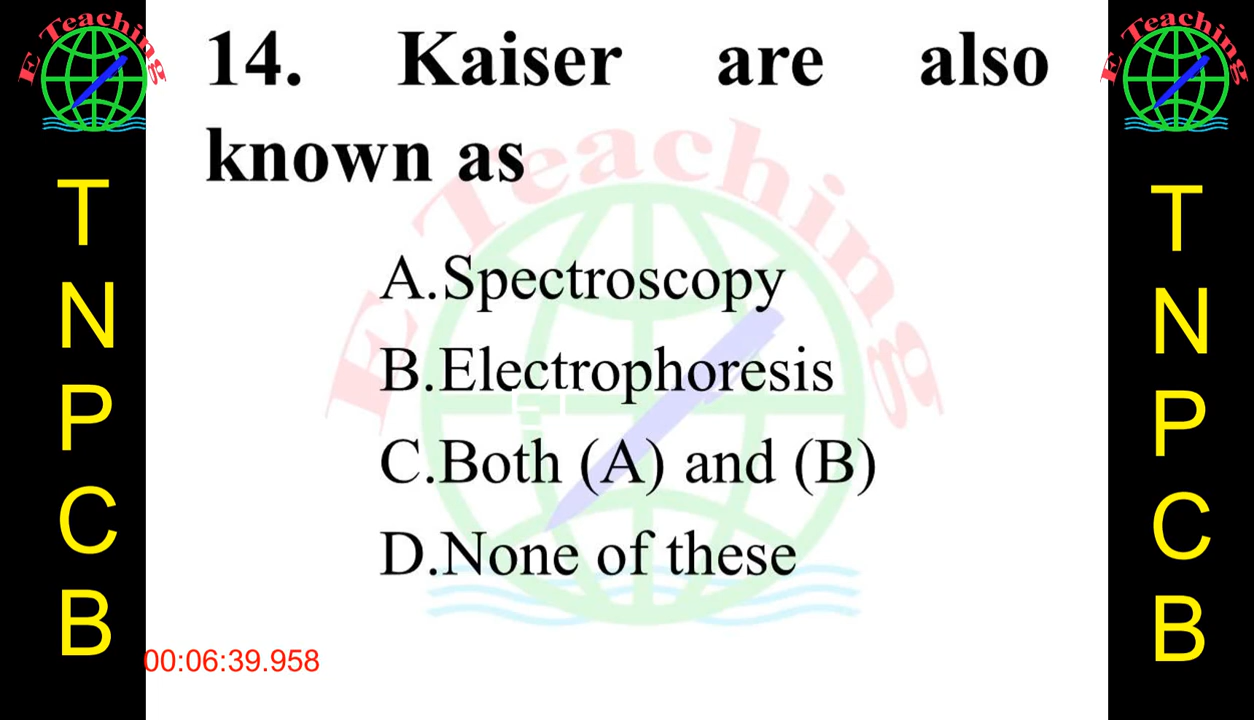 E Teaching
E Teaching
14. Kaiser are also
known as
E Teaching
A.Spectroscopy
B.Electrophoresis
C.Both (A) and (B)
D.None of these
T
N
P
C
B
T
N
P
C
B
00:06:39.958